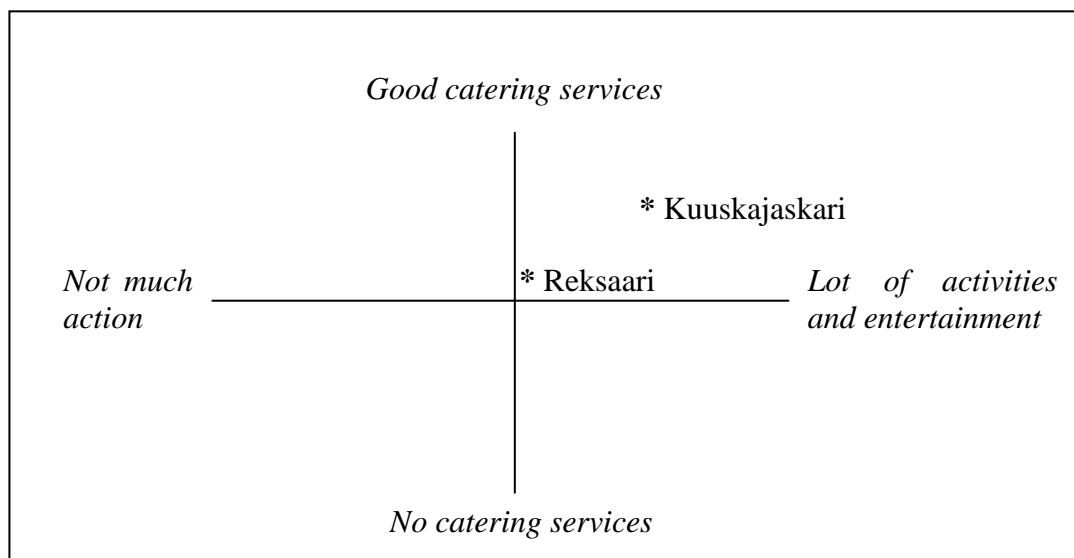 Good catering services
* Kuuskajaskari
* Reksaari
Not much
action
Lot of activities
and entertainment
No catering services